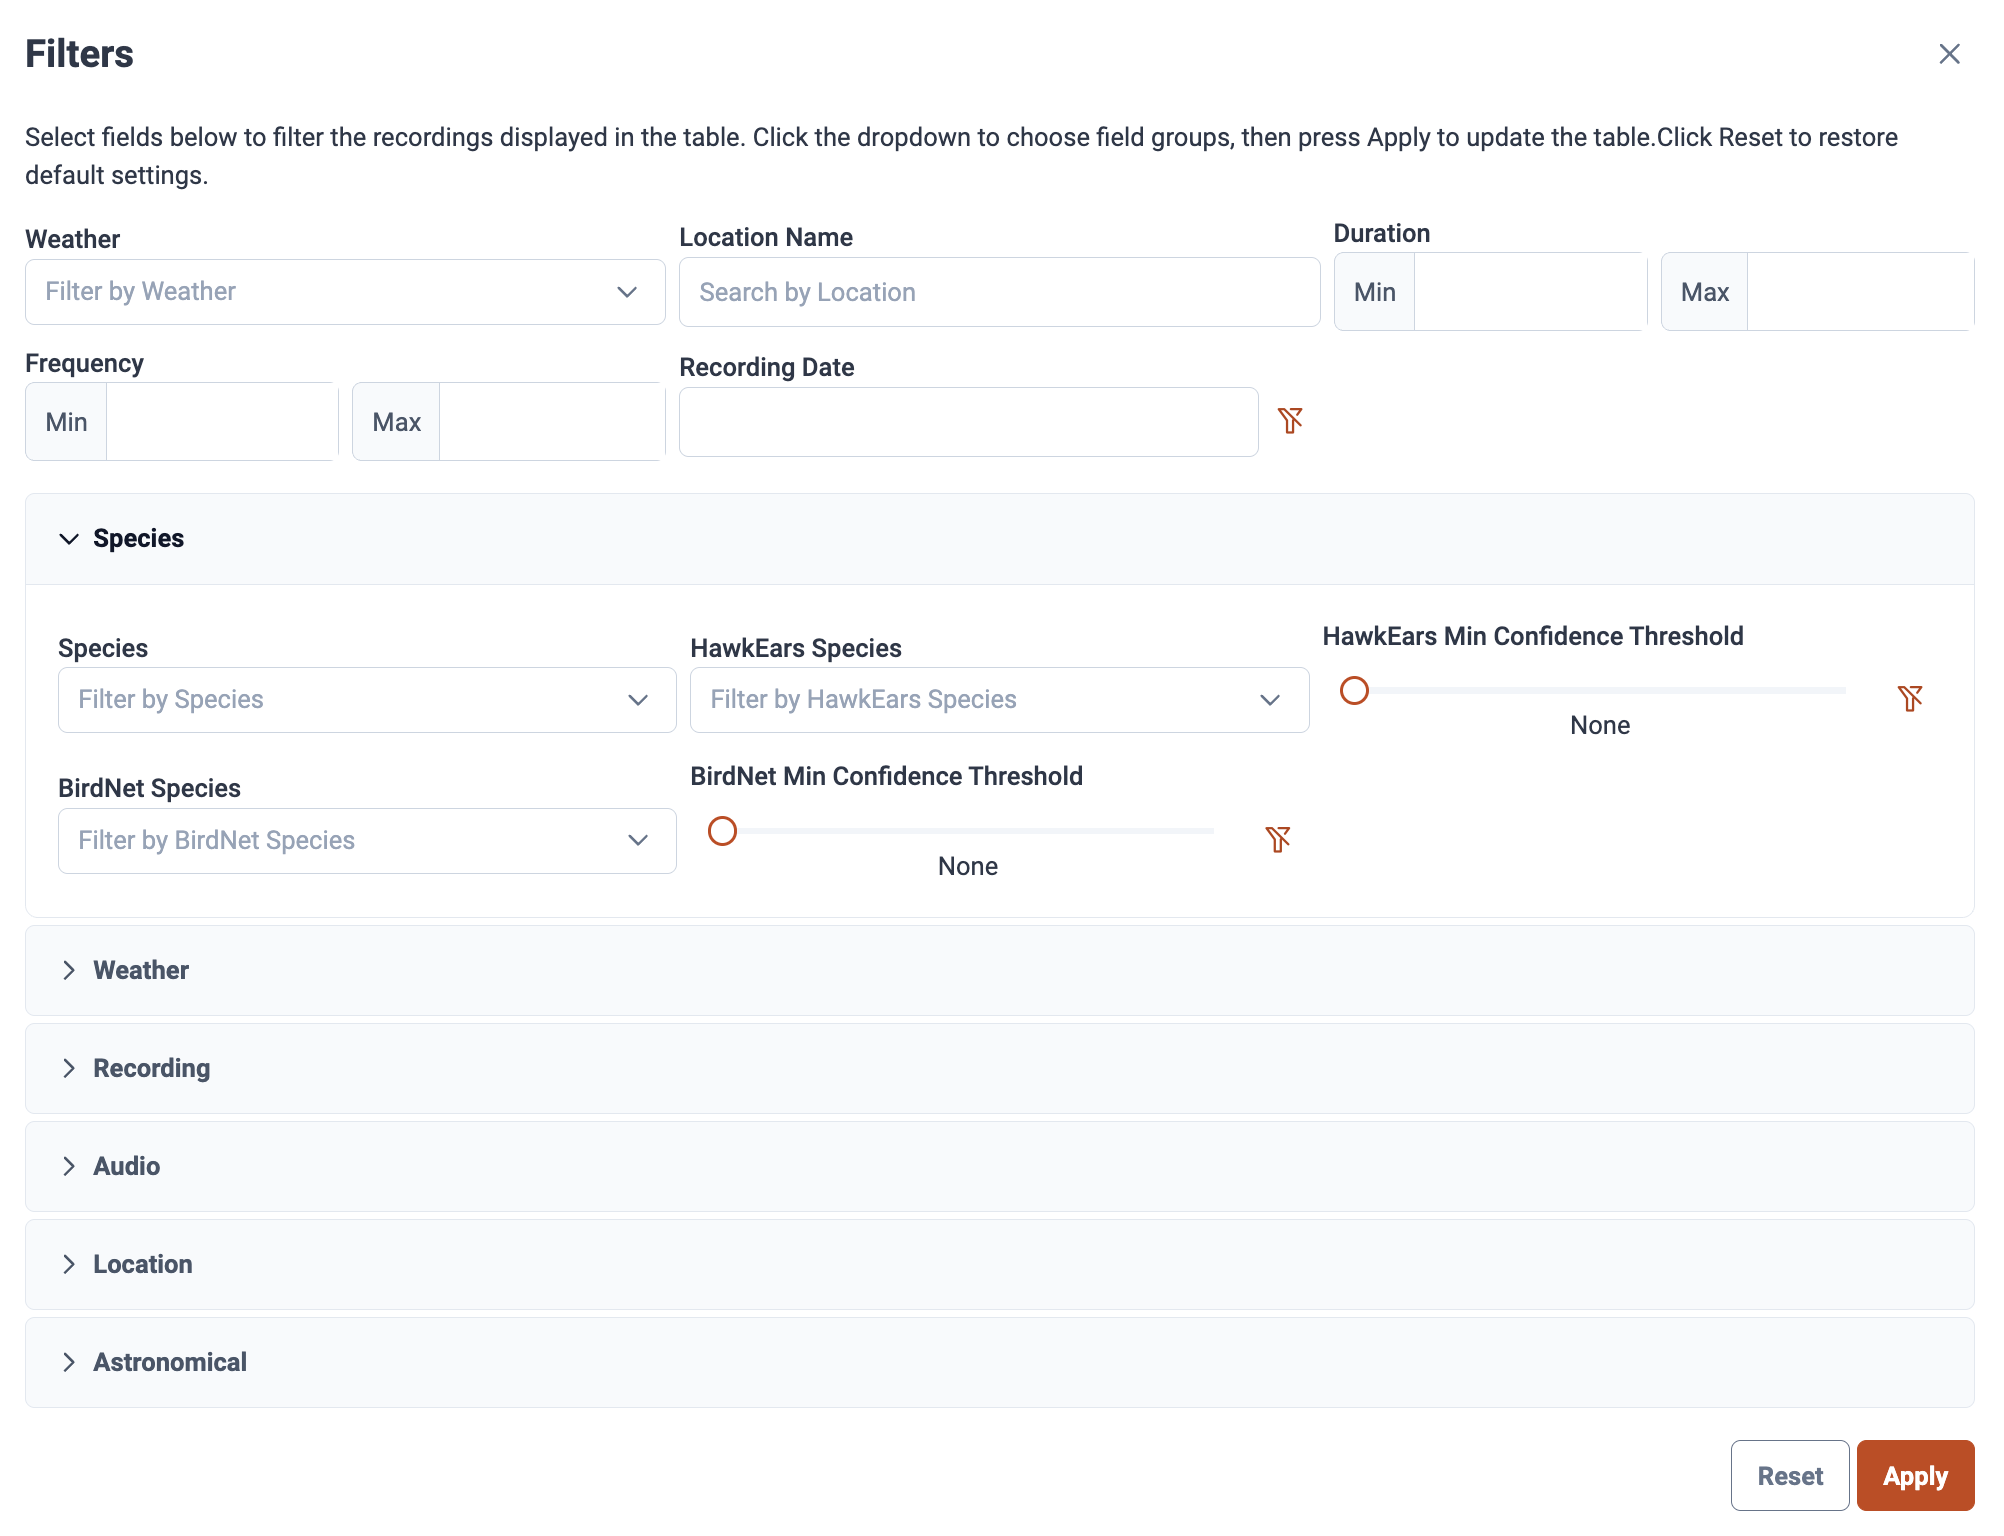 Filters
Select fields below to filter the recordings displayed in the table. Click the dropdown to choose field groups, then press Apply to update the table.Click Reset to restore
default settings.
Weather
Filter by Weather
Location Name
Search by Location
Duration
Min
Max
Frequency
Min
Max
Recording Date
Species
Species
Filter by Species
HawkEars Species
Filter by HawkEars Species
HawkEars Min Confidence Threshold
None
BirdNet Species
Filter by BirdNet Species
BirdNet Min Confidence Threshold
None
Weather
Recording
Audio
Location
Astronomical
Reset
Apply